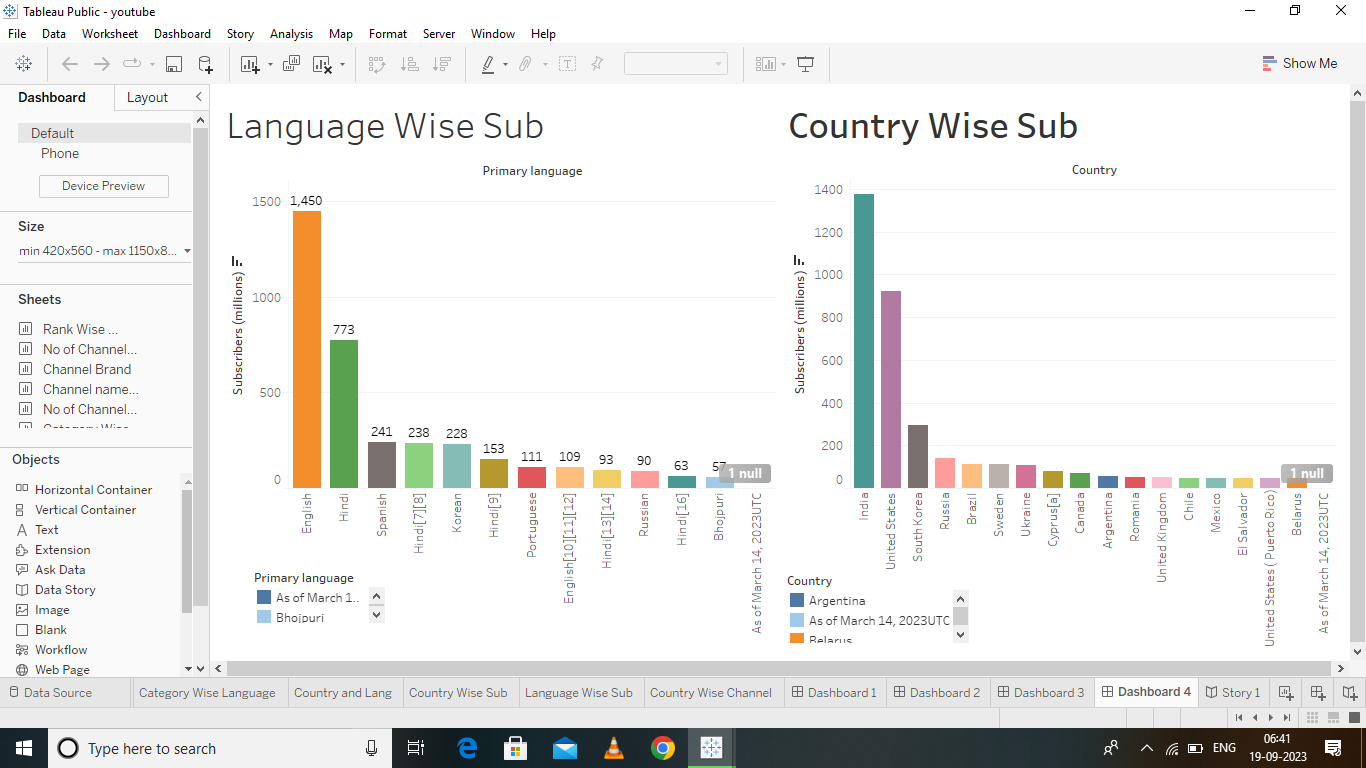 Tableau Public - youtube
File Data Worksheet Dashboard Story Analysis Map Format Server Window Help
Show Me
Dashboard Layout
Default
Phone
Device Preview
Size
min 420x560 - max 1150x8...
Sheets
Rank Wise ...
No of Channel...
Channel Brand
Channel name...
No of Channel...
Category Wise
Objects
Horizontal Container
Vertical Container
Text
Extension
Ask Data
Data Story
Image
Blank
Workflow
Web Page
Language Wise Sub
Primary language
Subscribers (millions)
1500
1000
500
0
1,450
773
241
238
228
153
111
109
93
90
63
57
1 null
English
Hindi
Spanish
Hindi[7][8]
Korean
Hindi[9]
Portuguese
English[10][11][12]
Hindi[13][14]
Russian
Hindi[16]
Bhojpuri
As of March 14, 2023UTC
Primary language
As of March 1..
Bhojpuri
Country Wise Sub
Country
Subscribers (millions)
1400
1200
1000
800
600
400
200
0
1 null
India
United States
South Korea
Russia
Brazil
Sweden
Ukraine
Cyprus[a]
Canada
Argentina
Romania
United Kingdom
Chile
Mexico
El Salvador
United States ( Puerto Rico)
Belarus
As of March 14, 2023UTC
Country
Argentina
As of March 14, 2023UTC
Belarus
Data Source Category Wise Language Country and Lang Country Wise Sub Language Wise Sub Country Wise Channel Dashboard 1 Dashboard 2 Dashboard 3 Dashboard 4 Story 1
Type here to search
ENG
06:41
19-09-2023